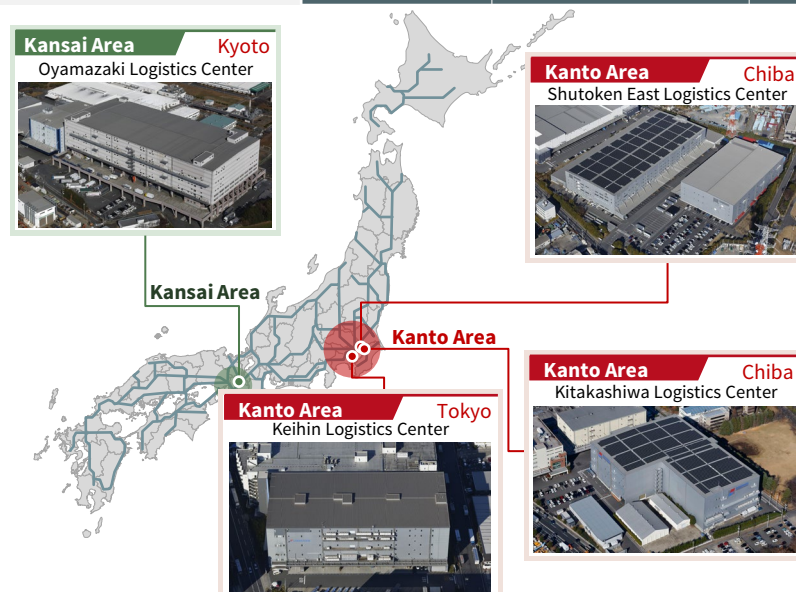 Kansai Area
Kyoto
Oyamazaki Logistics Center
Kanto Area
Chiba
Shutoken East Logistics Center
Kansai Area
Kanto Area
Kanto Area
Chiba
Kitakashiwa Logistics Center
Kanto Area
Tokyo
Keihin Logistics Center